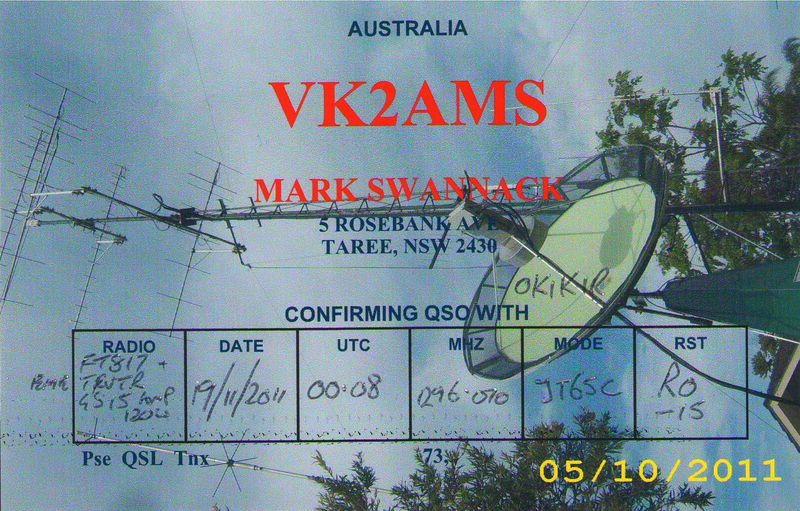 AUSTRALIA
VK2AMS
MARK SWANNACK
5 ROSEBANK AVE
TAREE, NSW 2430
OK1KIR
CONFIRMING QSO WITH
RADIO DATE UTC MHZ MODE RST
FT817 +
TRVTR
19/11/2011 00:08 1296.070 JT65C RO
-15
120W
Pse QSL Tnx 73.
05/10/2011